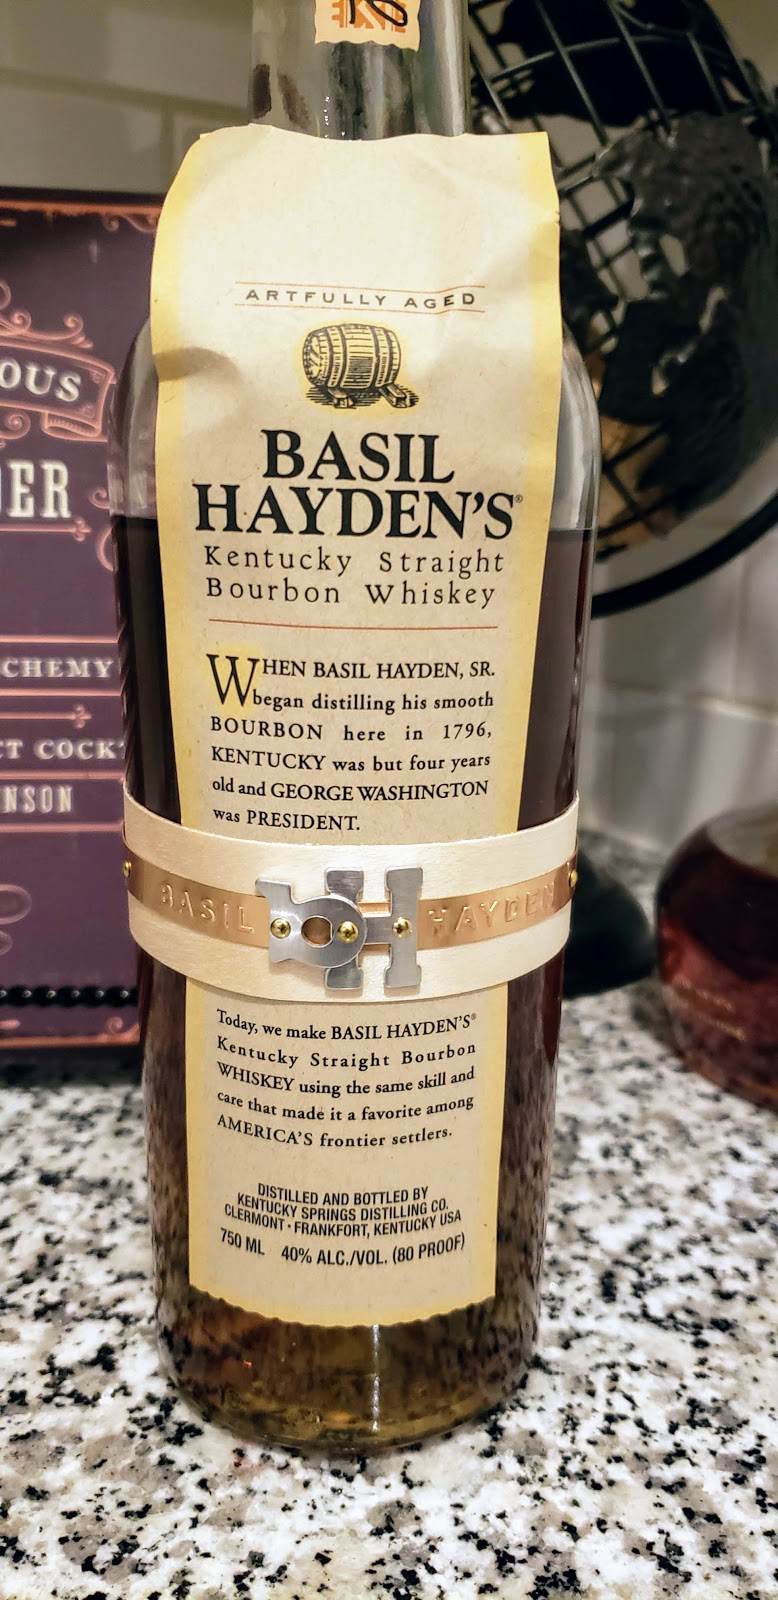 ARTFULLY AGED
BASIL
HAYDEN'S®
Kentucky Straight
Bourbon Whiskey
WHEN BASIL HAYDEN, SR.
began distilling his smooth
BOURBON here in 1796,
KENTUCKY was but four years
old and GEORGE WASHINGTON
was PRESIDENT.
BASIL BH HAYDEN
Today, we make BASIL HAYDEN'S®
Kentucky Straight Bourbon
WHISKEY using the same skill and
care that made it a favorite among
AMERICA'S frontier settlers.
DISTILLED AND BOTTLED BY
KENTUCKY SPRINGS DISTILLING CO.
CLERMONT · FRANKFORT, KENTUCKY USA
750 ML 40% ALC./VOL. (80 PROOF)
OUS
DER
CHEMY
CT COCK
NSON